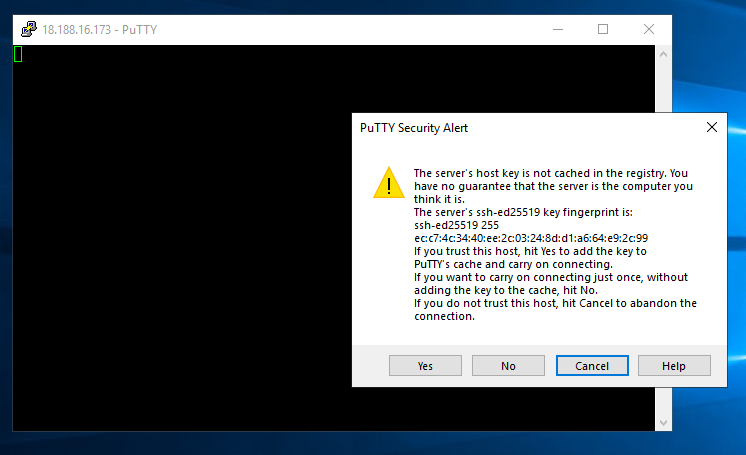 18.188.16.173 - PuTTY
PuTTY Security Alert
The server's host key is not cached in the registry. You
have no guarantee that the server is the computer you
think it is.
The server's ssh-ed25519 key fingerprint is:
ssh-ed25519 255
ec:c7:4c:34:40:ee:2c:03:24:8d:d1:a6:64:e9:2c:99
If you trust this host, hit Yes to add the key to
PuTTY's cache and carry on connecting.
If you want to carry on connecting just once, without
adding the key to the cache, hit No.
If you do not trust this host, hit Cancel to abandon the
connection.
Yes No Cancel Help